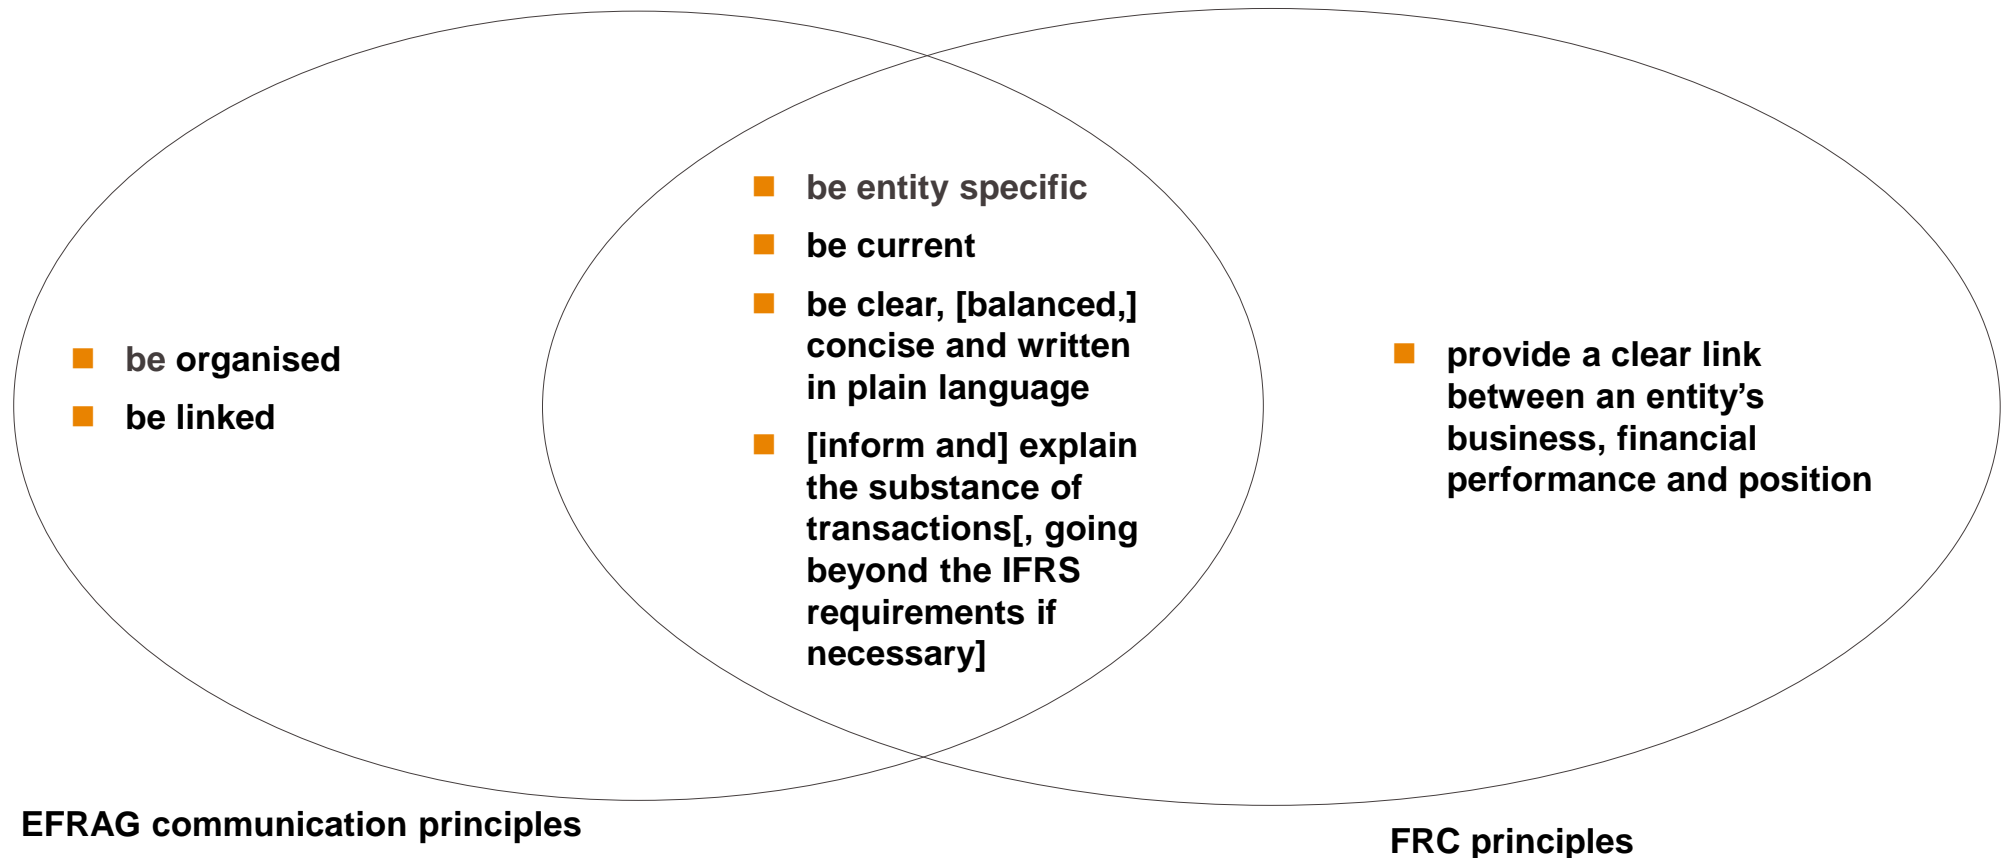 be organised
be linked
be entity specific
be current
be clear, [balanced,]
concise and written
in plain language
[inform and] explain
the substance of
transactions[, going
beyond the IFRS
requirements if
necessary]
provide a clear link
between an entity’s
business, financial
performance and position
EFRAG communication principles
FRC principles